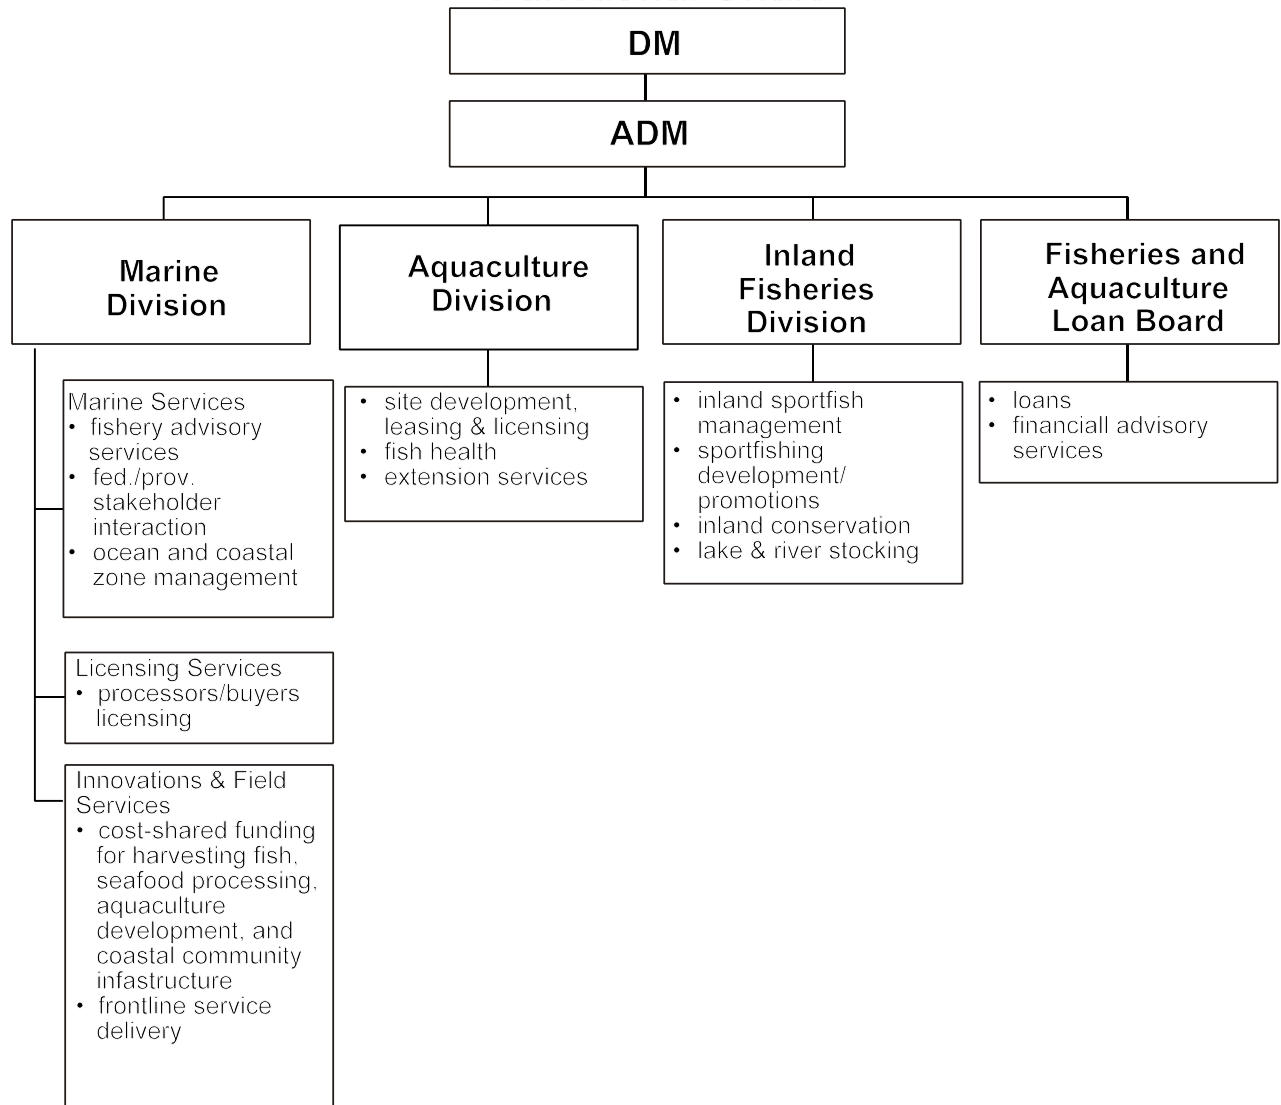 DM
ADM
Marine
Division
Aquaculture
Division
Inland
Fisheries
Division
Fisheries and
Aquaculture
Loan Board
Marine Services
• fishery advisory
services
• fed./prov.
stakeholder
interaction
• ocean and coastal
zone management
Licensing Services
• processors/buyers
licensing
Innovations & Field
Services
• cost-shared funding
for harvesting fish,
seafood processing,
aquaculture
development, and
coastal community
infastructure
• frontline service
delivery
• site development,
leasing & licensing
• fish health
• extension services
• inland sportfish
management
• sportfishing
development/
promotions
• inland conservation
• lake & river stocking
• loans
• financiall advisory
services